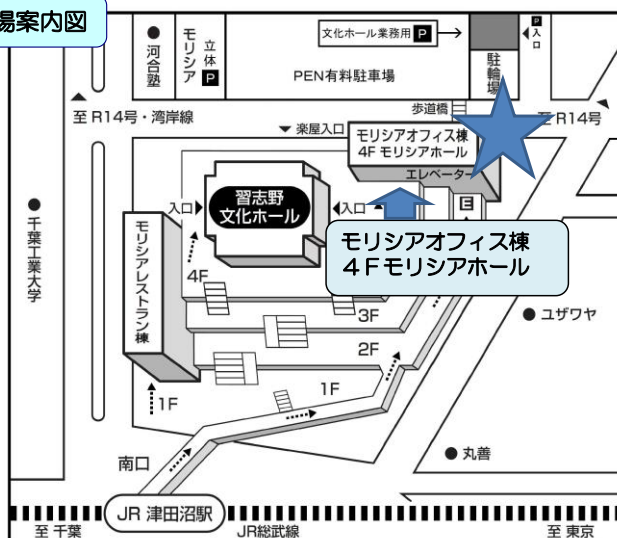 場案内図
河合塾
モリシア
立体P
文化ホール業務用 P
PEN有料駐車場
駐輪場
P入口
歩道橋
至 R14号・湾岸線
至 R14号
楽屋入口
モリシアオフィス棟
4F モリシアホール
エレベーター
E
千葉工業大学
入口
習志野
文化ホール
入口
モリシアオフィス棟
4Fモリシアホール
モリシアレストラン棟
4F
3F
2F
1F
1F
ユザワヤ
丸善
南口
JR 津田沼駅
至 千葉
JR総武線
至 東京